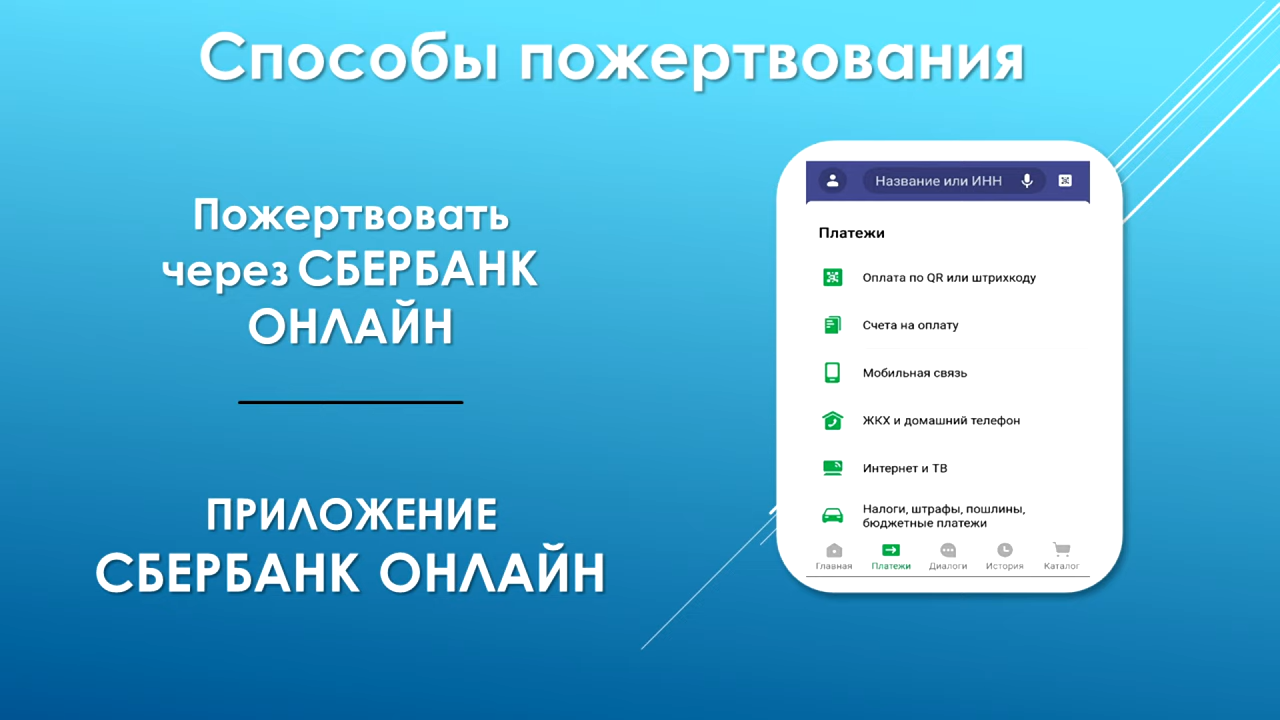 Способы пожертвования
Пожертвовать
через СБЕРБАНК
ОНЛАЙН
ПРИЛОЖЕНИЕ
СБЕРБАНК ОНЛАЙН
Название или ИНН
Платежи
Оплата по QR или штрихкоду
Счета на оплату
Мобильная связь
ЖКХ и домашний телефон
Интернет и ТВ
Налоги, штрафы, пошлины,
бюджетные платежи
Главная Платежи Диалоги История Каталог